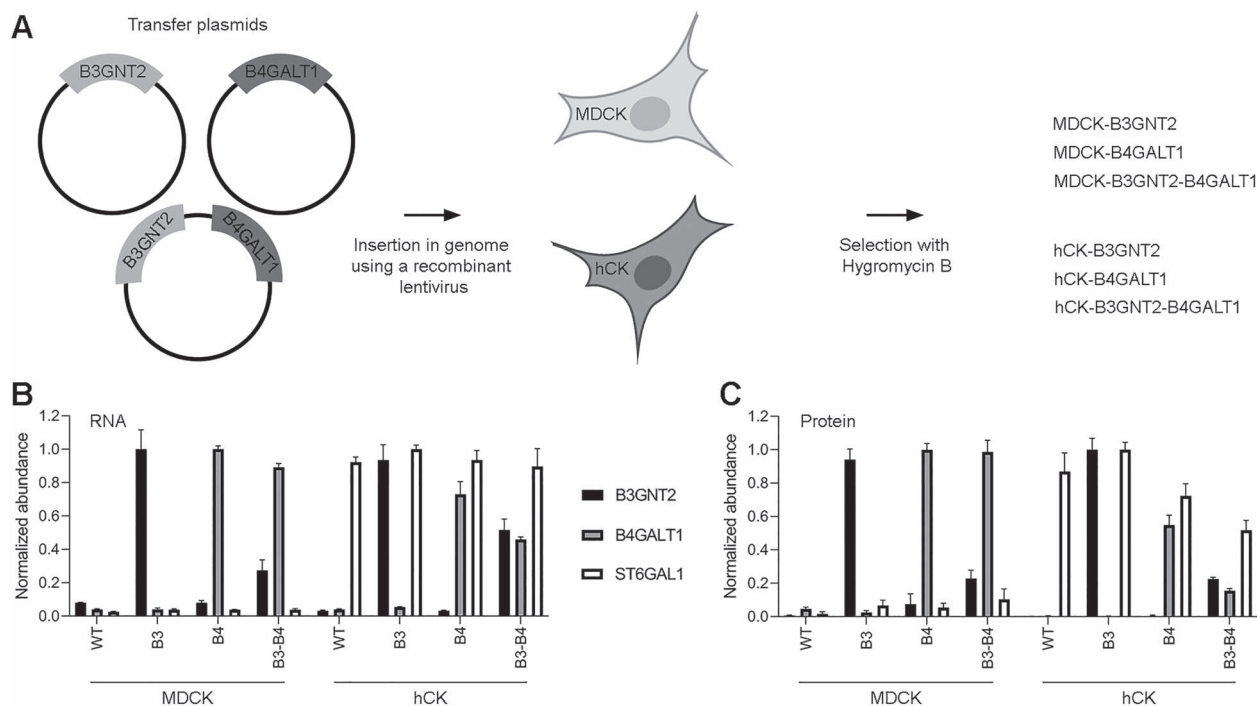 A
Transfer plasmids
B3GNT2
B4GALT1
B3GNT2
B4GALT1
Insertion in genome
using a recombinant
lentivirus
MDCK
hCK
Selection with
Hygromycin B
MDCK-B3GNT2
MDCK-B4GALT1
MDCK-B3GNT2-B4GALT1
hCK-B3GNT2
hCK-B4GALT1
hCK-B3GNT2-B4GALT1
B
RNA
Normalized abundance
1.2
1.0
0.8
0.6
0.4
0.2
0.0
WT
B3
B4
B3-B4
WT
B3
B4
B3-B4
MDCK
hCK
B3GNT2
B4GALT1
ST6GAL1
C
Protein
Normalized abundance
1.2
1.0
0.8
0.6
0.4
0.2
0.0
WT
B3
B4
B3-B4
WT
B3
B4
B3-B4
MDCK
hCK